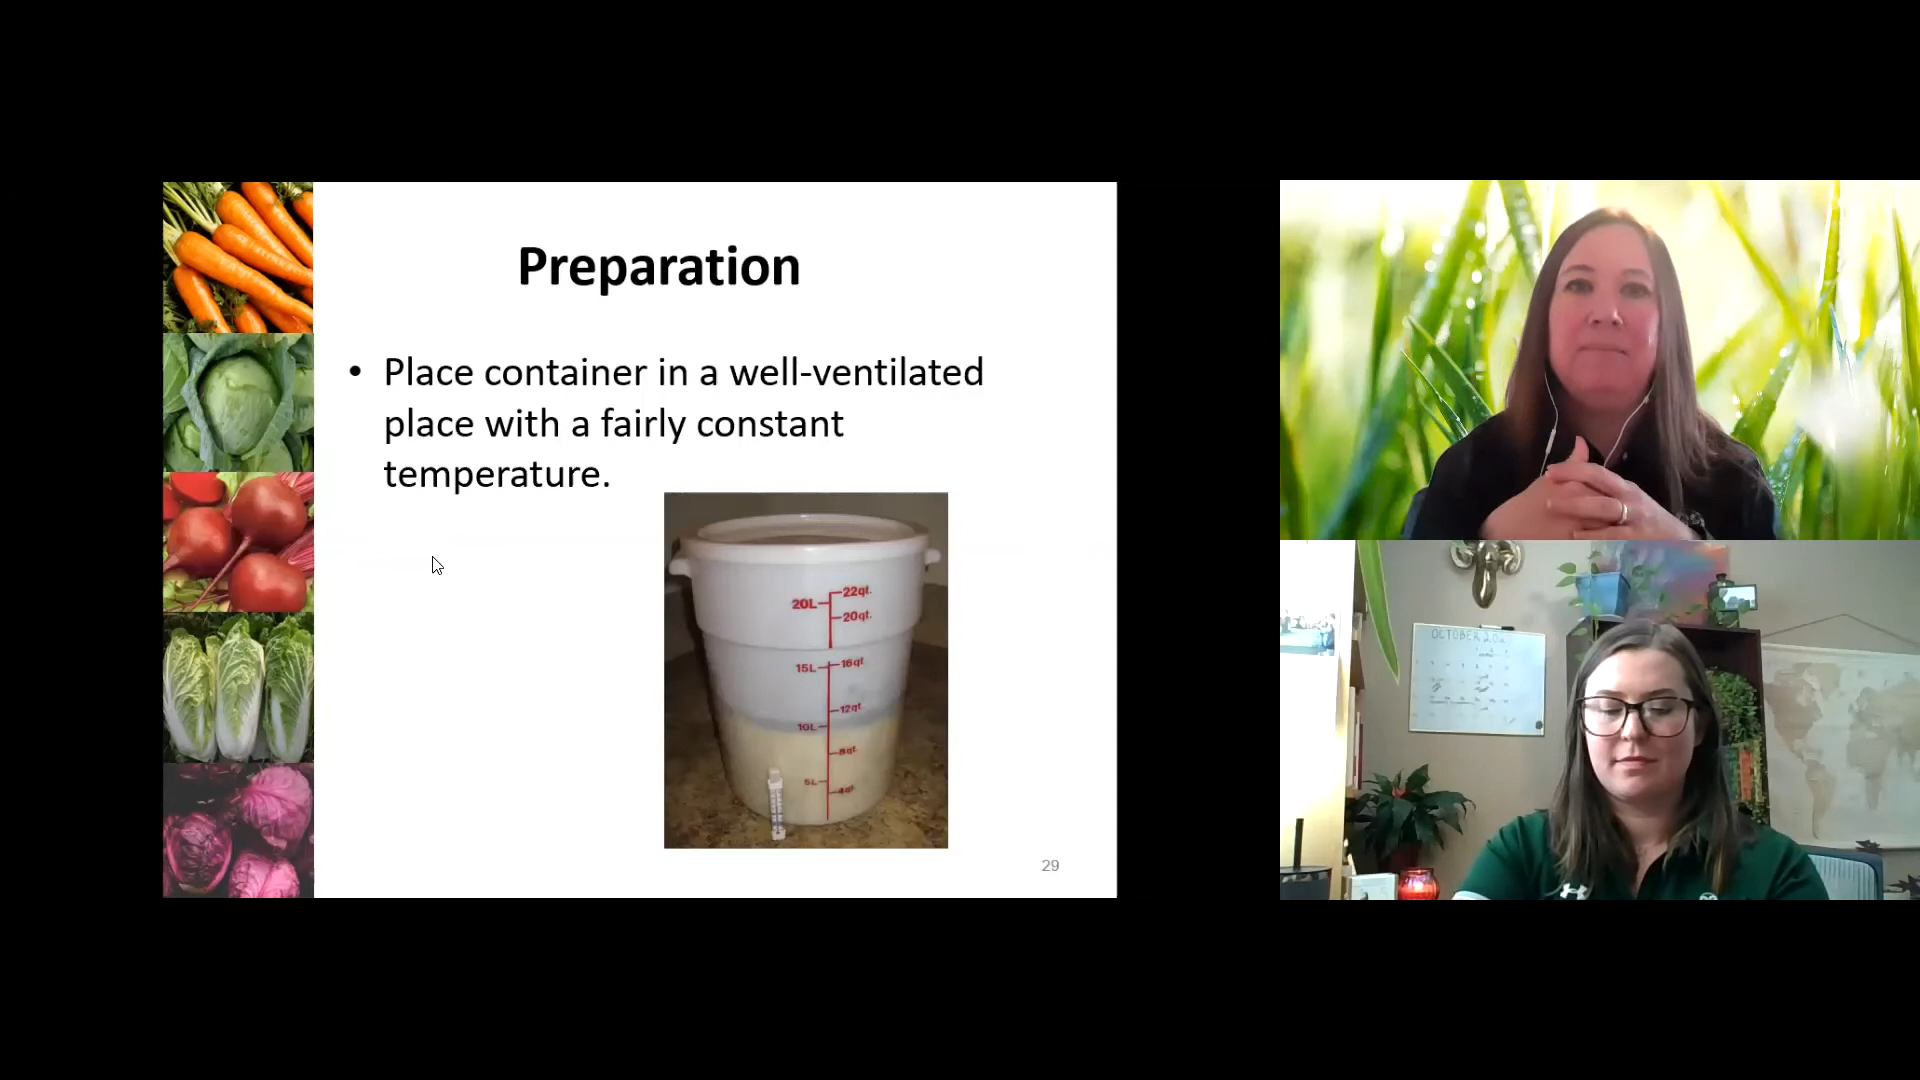 Preparation
• Place container in a well-ventilated
place with a fairly constant
temperature.
22qt.
20L
20qt.
15L
16qt.
12qt.
10L
8qt.
5L
4qt.
29
OCTOBER